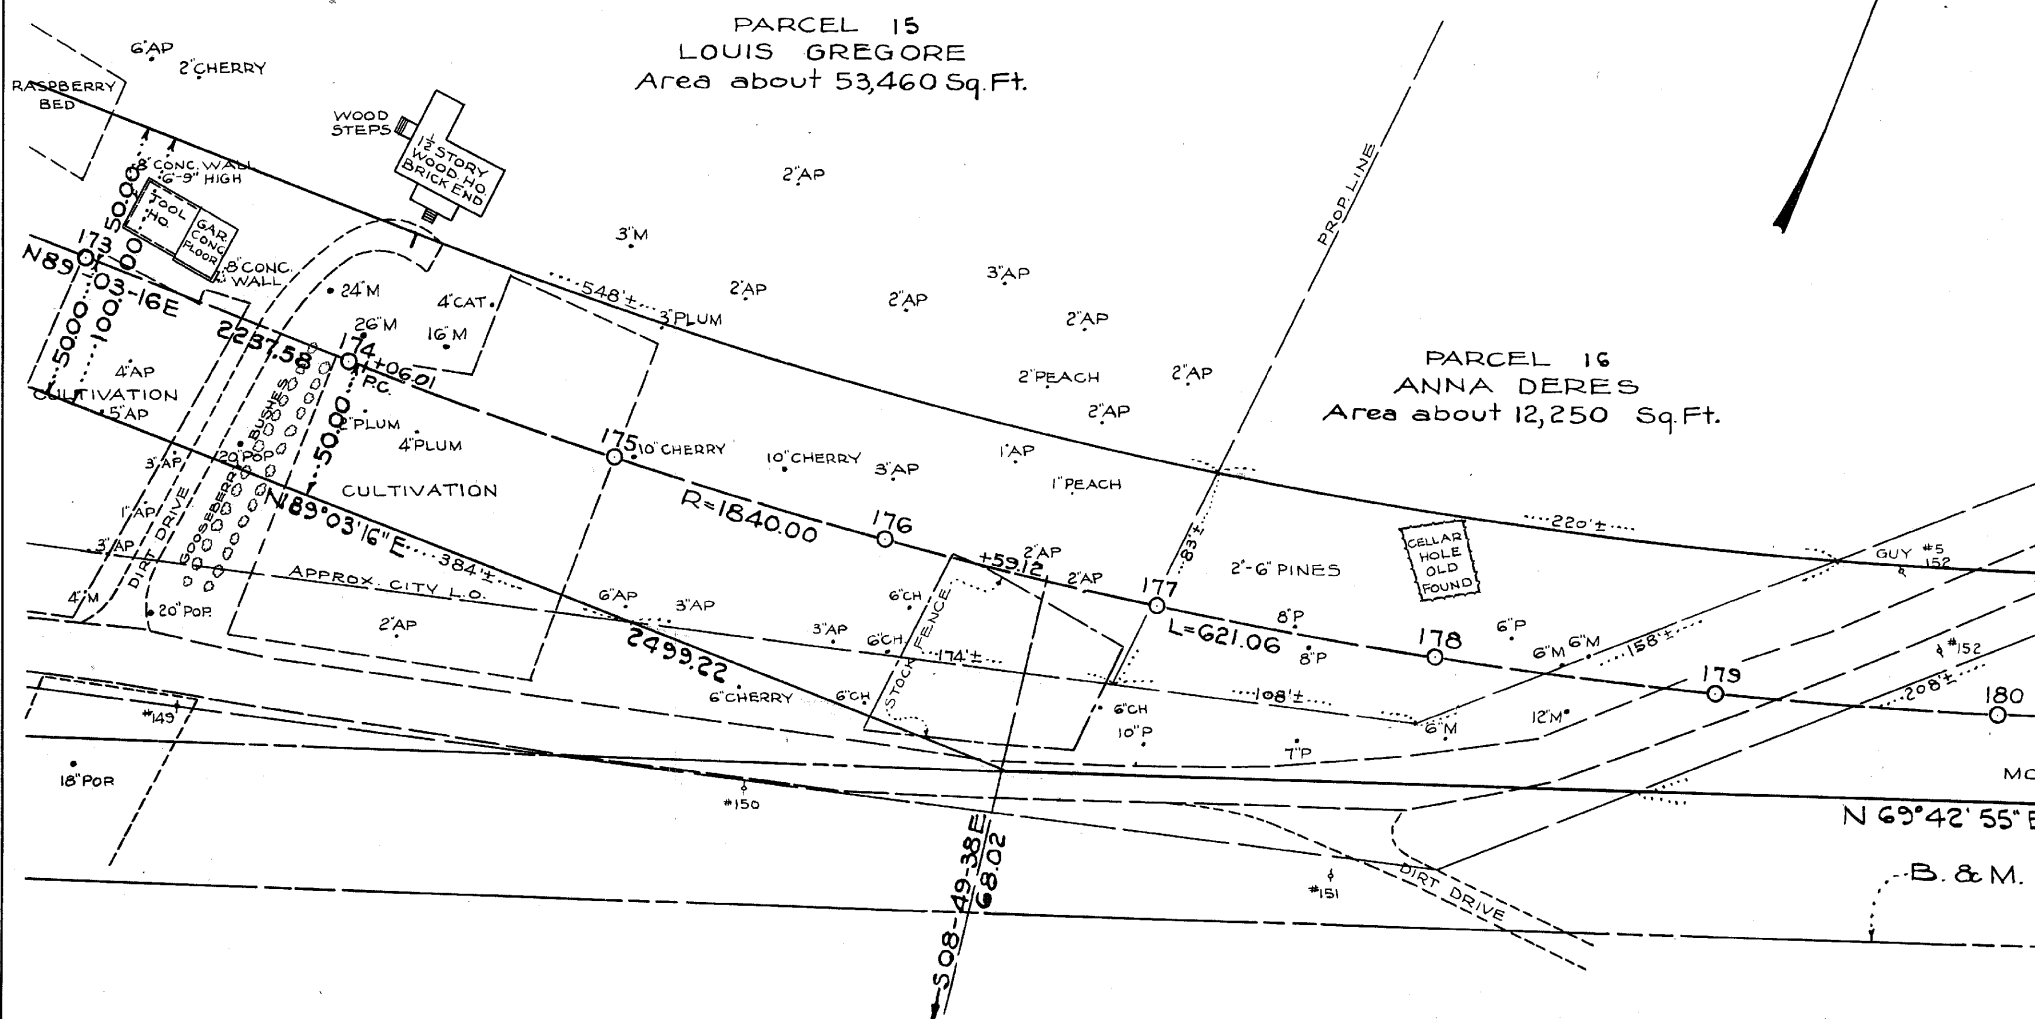 PARCEL 15
LOUIS GREGORE
Area about 53,460 Sq.Ft.
6"AP
2"CHERRY
RASPBERRY
BED
WOOD
STEPS
1½ STORY
WOOD. HO.
BRICK END
8" CONC. WALL
6'-9" HIGH
TOOL
HO.
GAR.
CONC.
FLOOR
8" CONC.
WALL
50.00
100.00
50.00
173
N89-03-16E
2237.58
2"AP
3"M
PROP. LINE
24"M
4"CAT.
26"M
16"M
548'±
3"PLUM
2"AP
2"AP
3"AP
2"AP
2"PEACH
2"AP
2"AP
PARCEL 16
ANNA DERES
Area about 12,250 Sq.Ft.
174
+06.01
P.C.
4"AP
CULTIVATION
5"AP
50.00
2"PLUM
4"PLUM
CULTIVATION
3"AP
20"POP
GOOSEBERRY BUSHES
1"AP
3"AP
DIRT DRIVE
4"M
20"POP.
N89°03'16"E
384'±
2499.22
APPROX. CITY L.O.
2"AP
175
10"CHERRY
10"CHERRY
3"AP
1"AP
1"PEACH
R=1840.00
176
+59.12
2"AP
2"AP
83'±
6"AP
3"AP
3"AP
6"CH
6"CH.
STOCK FENCE
174'±
6"CHERRY
6"CH
177
L=621.06
2"-6" PINES
CELLAR
HOLE
OLD
FOUND.
220'±
GUY #5
152
8"P
8"P
178
6"P
6"M
6"M
158'±
#152
179
208'±
180
108'±
6"CH
10"P
7"P
6"M
12"M
#149
18"POP
#150
#151
DIRT DRIVE
S08-49-38E
68.02
N 69°42'55" E
B. & M.